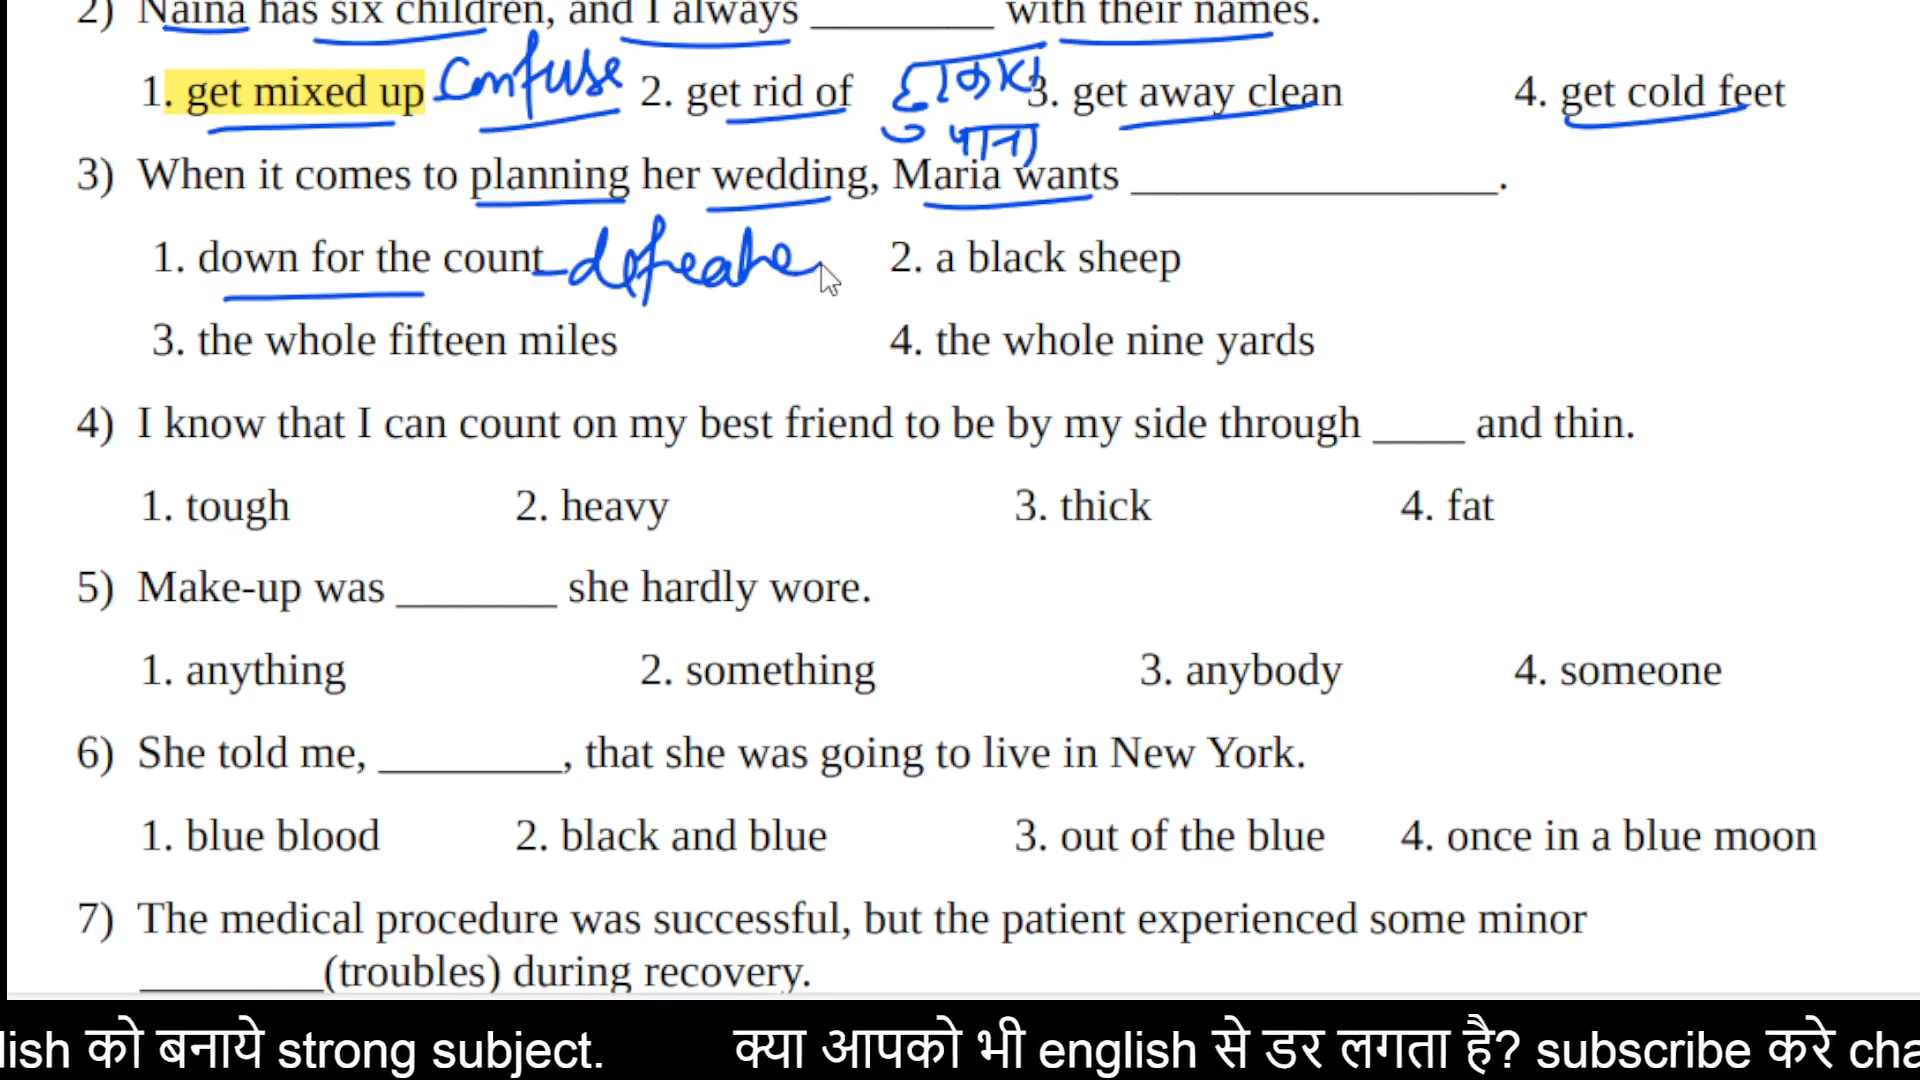 2) Naina has six children, and I always ________ with their names.
1. get mixed up Confuse 2. get rid of छुटकारा पाना 3. get away clean 4. get cold feet
3) When it comes to planning her wedding, Maria wants ________________.
1. down for the count - defeate 2. a black sheep
3. the whole fifteen miles 4. the whole nine yards
4) I know that I can count on my best friend to be by my side through ____ and thin.
1. tough 2. heavy 3. thick 4. fat
5) Make-up was _______ she hardly wore.
1. anything 2. something 3. anybody 4. someone
6) She told me, ________, that she was going to live in New York.
1. blue blood 2. black and blue 3. out of the blue 4. once in a blue moon
7) The medical procedure was successful, but the patient experienced some minor
________(troubles) during recovery.
lish को बनाये strong subject. क्या आपको भी english से डर लगता है? subscribe करे cha